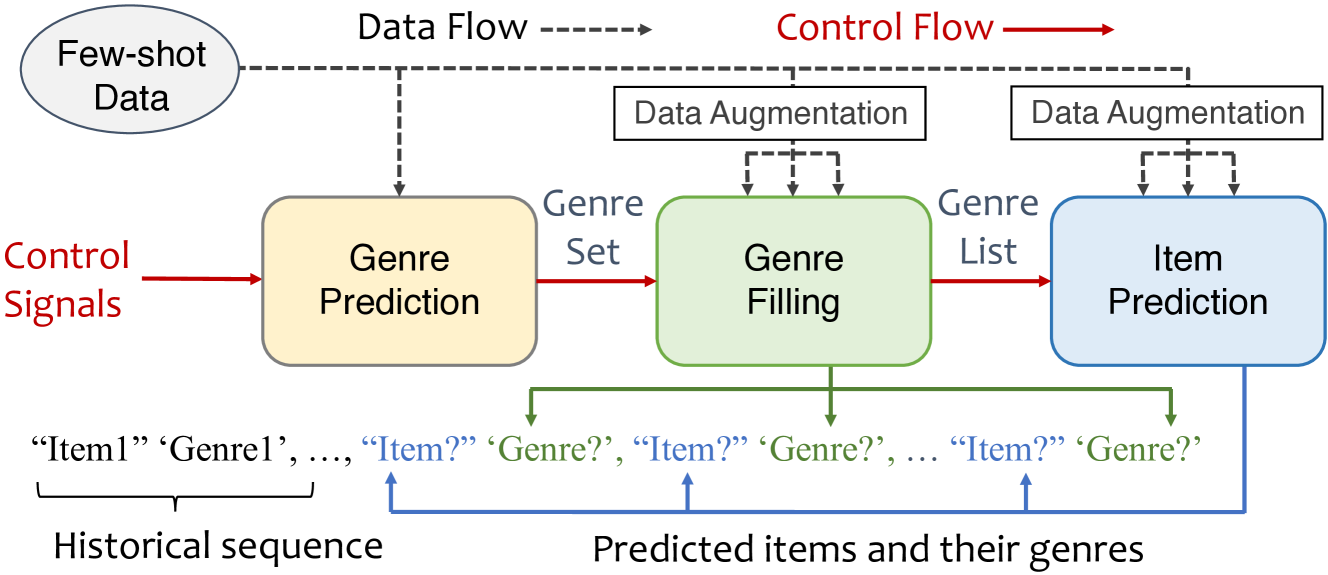 Few-shot
Data
Data Flow
Control Flow
Data Augmentation
Data Augmentation
Control
Signals
Genre
Prediction
Genre
Set
Genre
Filling
Genre
List
Item
Prediction
“Item1” ‘Genre1’, ..., “Item?” ‘Genre?’, “Item?” ‘Genre?’, ... “Item?” ‘Genre?’
Historical sequence
Predicted items and their genres